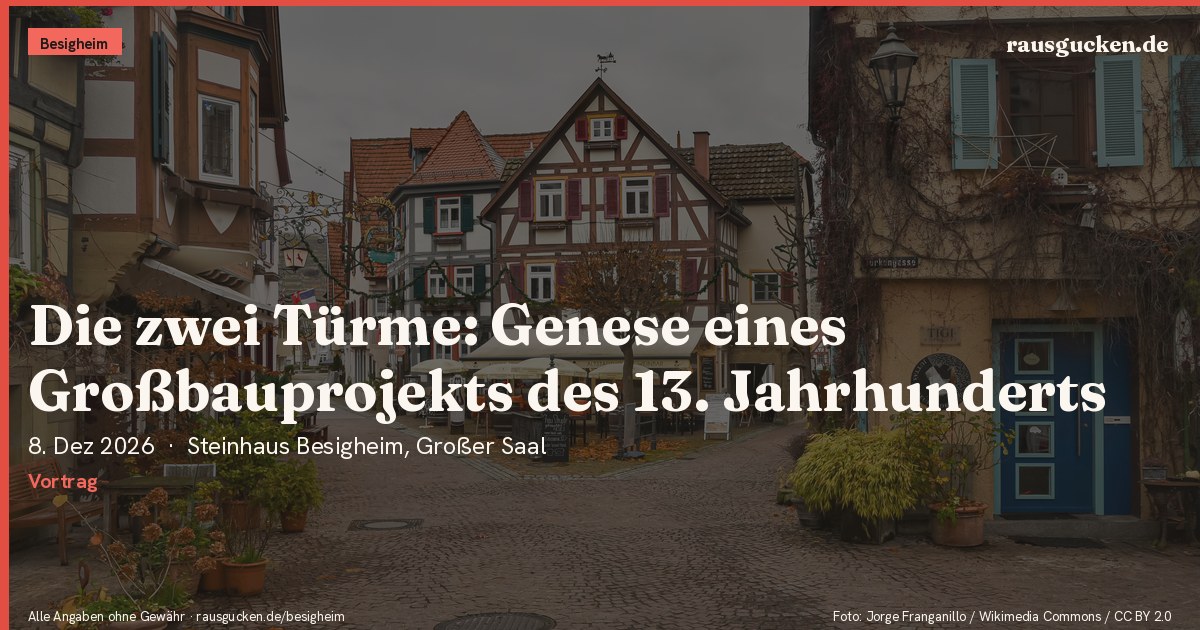 Besigheim
rausgucken.de
Die zwei Türme: Genese eines
Großbauprojekts des 13. Jahrhunderts
8. Dez 2026 · Steinhaus Besigheim, Großer Saal
Vortrag
Alle Angaben ohne Gewähr · rausgucken.de/besigheim
Foto: Jorge Franganillo / Wikimedia Commons / CC BY 2.0